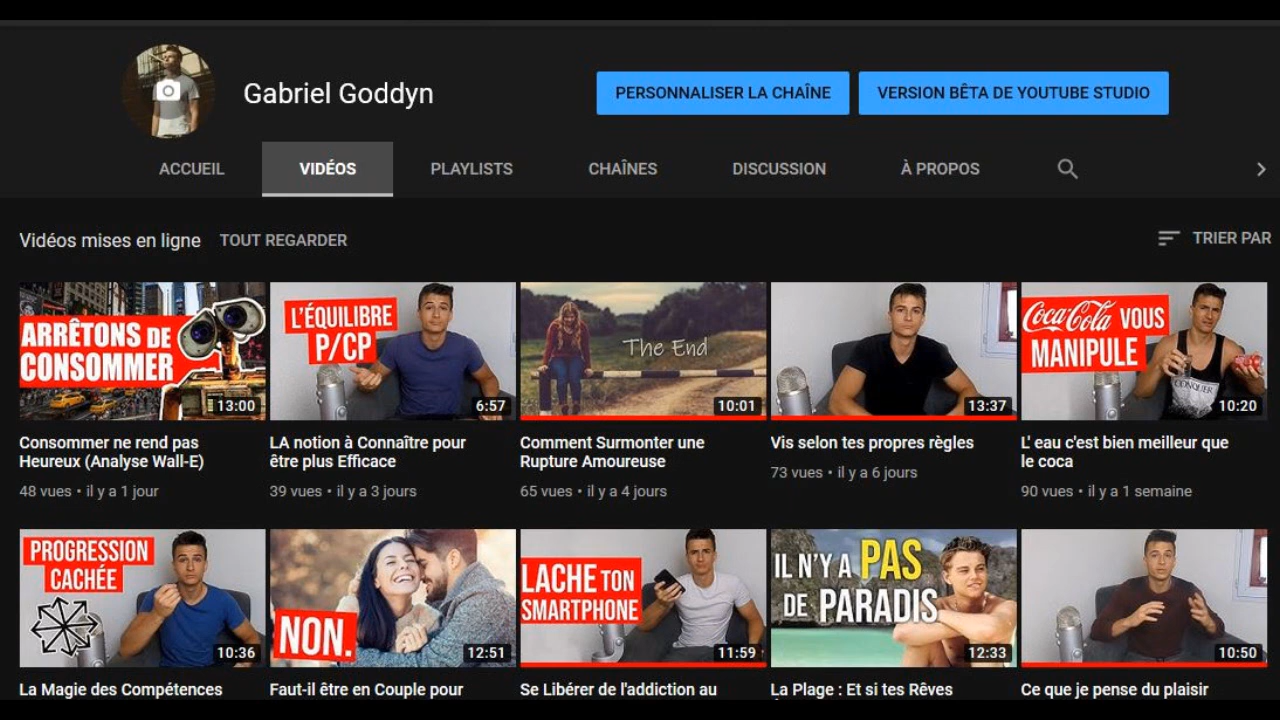 Gabriel Goddyn
PERSONNALISER LA CHAÎNE
VERSION BÊTA DE YOUTUBE STUDIO
ACCUEIL
VIDÉOS
PLAYLISTS
CHAÎNES
DISCUSSION
À PROPOS
Vidéos mises en ligne
TOUT REGARDER
TRIER PAR
ARRÊTONS DE
CONSOMMER
13:00
L'ÉQUILIBRE
P/CP
6:57
The End
10:01
13:37
Coca-Cola VOUS
MANIPULE
CONQUER
10:20
Consommer ne rend pas
Heureux (Analyse Wall-E)
48 vues • il y a 1 jour
LA notion à Connaître pour
être plus Efficace
39 vues • il y a 3 jours
Comment Surmonter une
Rupture Amoureuse
65 vues • il y a 4 jours
Vis selon tes propres règles
73 vues • il y a 6 jours
L' eau c'est bien meilleur que
le coca
90 vues • il y a 1 semaine
PROGRESSION
CACHÉE
10:36
NON.
12:51
LACHE TON
SMARTPHONE
11:59
IL N'Y A PAS
DE PARADIS
12:33
10:50
La Magie des Compétences
Faut-il être en Couple pour
Se Libérer de l'addiction au
La Plage : Et si tes Rêves
Ce que je pense du plaisir